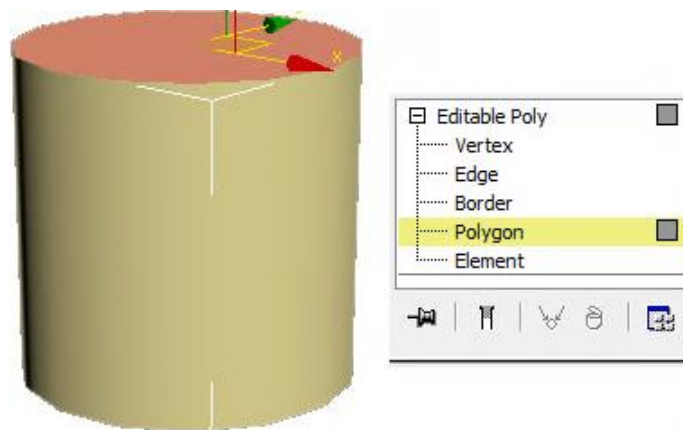 x
Editable Poly
Vertex
Edge
Border
Polygon
Element